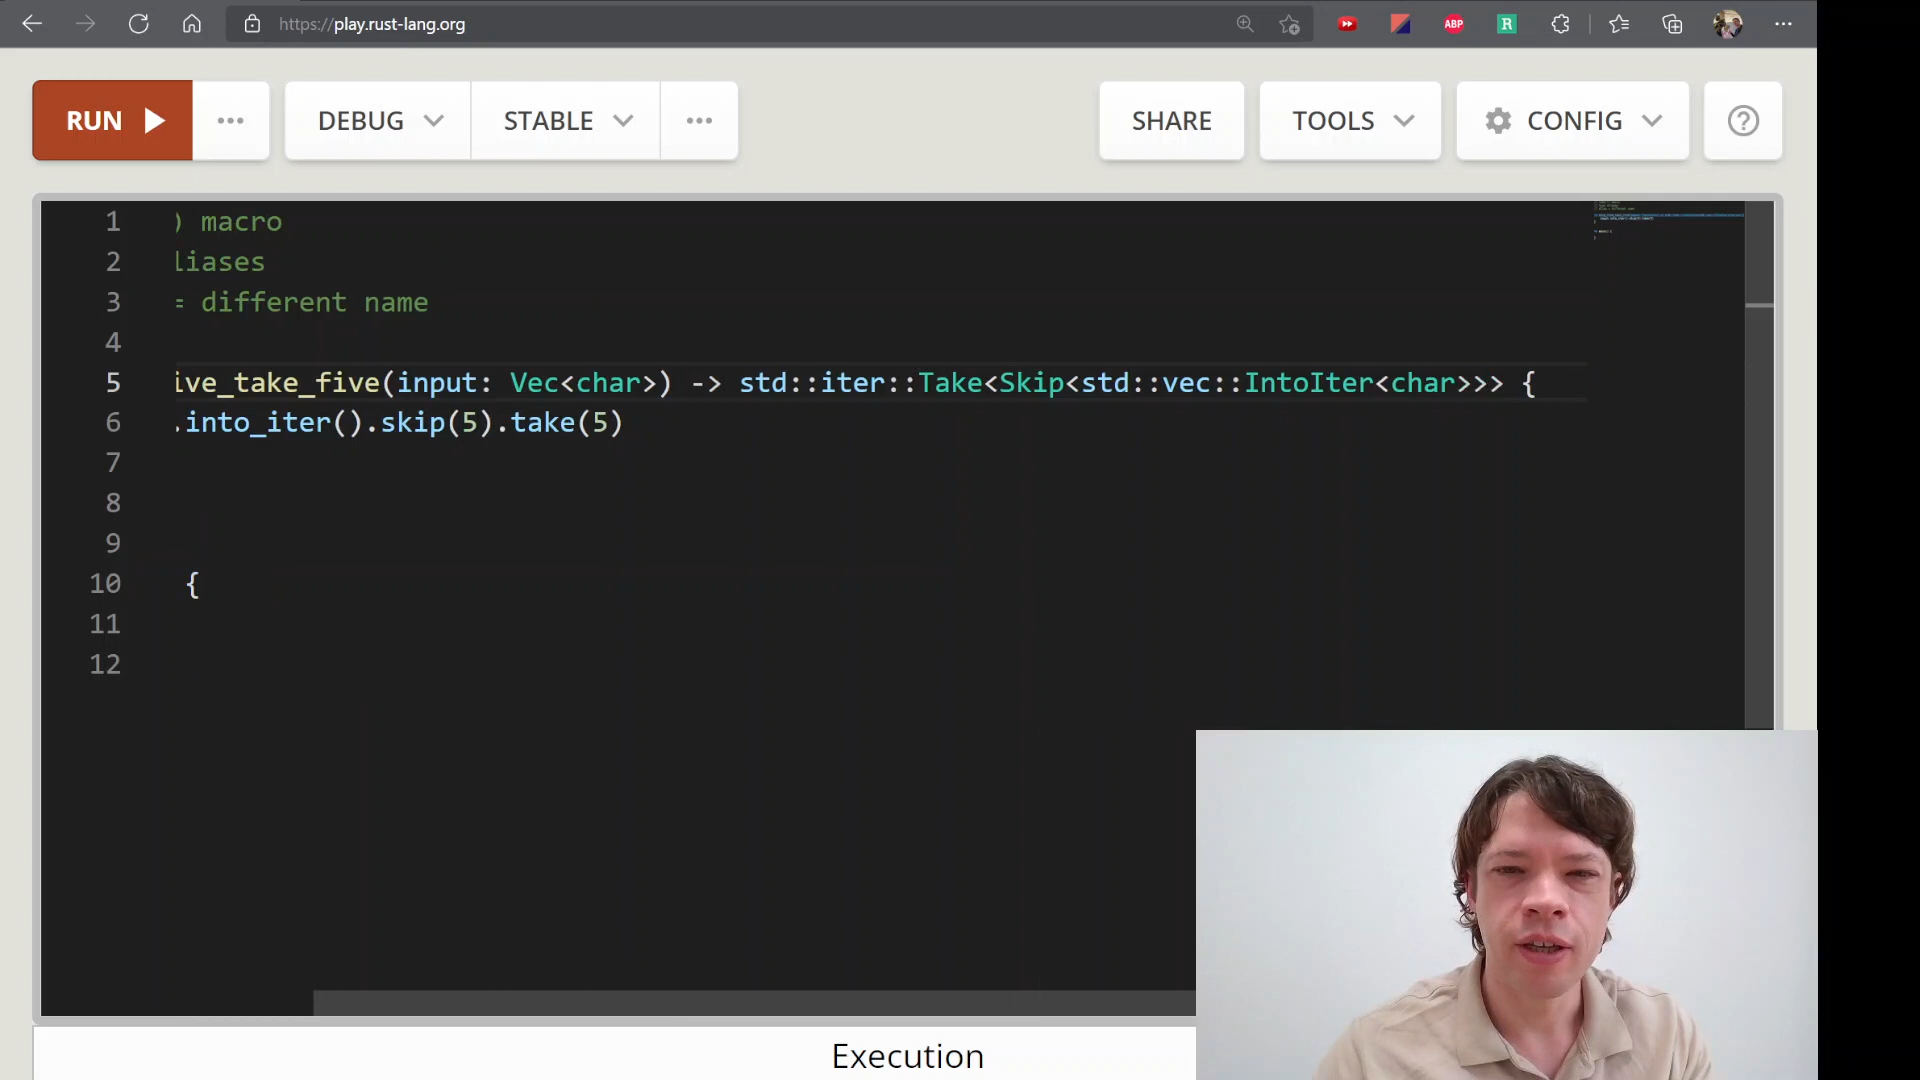 https://play.rust-lang.org
ABP
R
RUN
DEBUG
STABLE
SHARE
TOOLS
CONFIG
1 ) macro
2 liases
3 = different name
4
5 ive_take_five(input: Vec<char>) -> std::iter::Take<Skip<std::vec::IntoIter<char>>> {
6 .into_iter().skip(5).take(5)
7
8
9
10 {
11
12
Execution